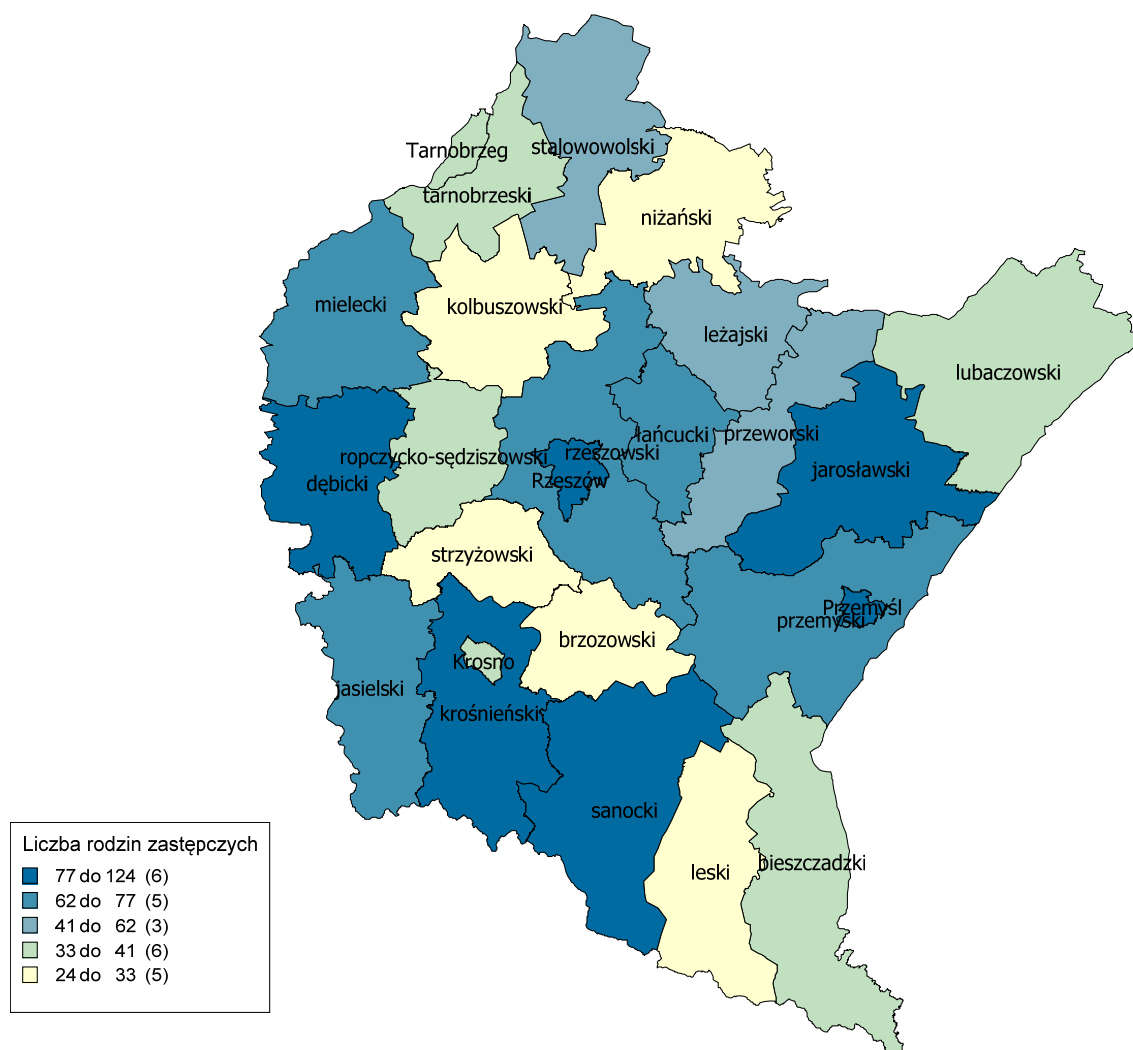 Tarnobrzeg
stalowowolski
tarnobrzeski
niżański
mielecki
kolbuszowski
leżajski
lubaczowski
łańcucki
przeworski
rzeszowski
ropczycko-sędziszowski
jarosławski
Rzeszów
dębicki
strzyżowski
Przemyśl
przemyski
brzozowski
Krosno
jasielski
krośnieński
sanocki
bieszczadzki
leski
Liczba rodzin zastępczych
77 do 124 (6)
62 do 77 (5)
41 do 62 (3)
33 do 41 (6)
24 do 33 (5)